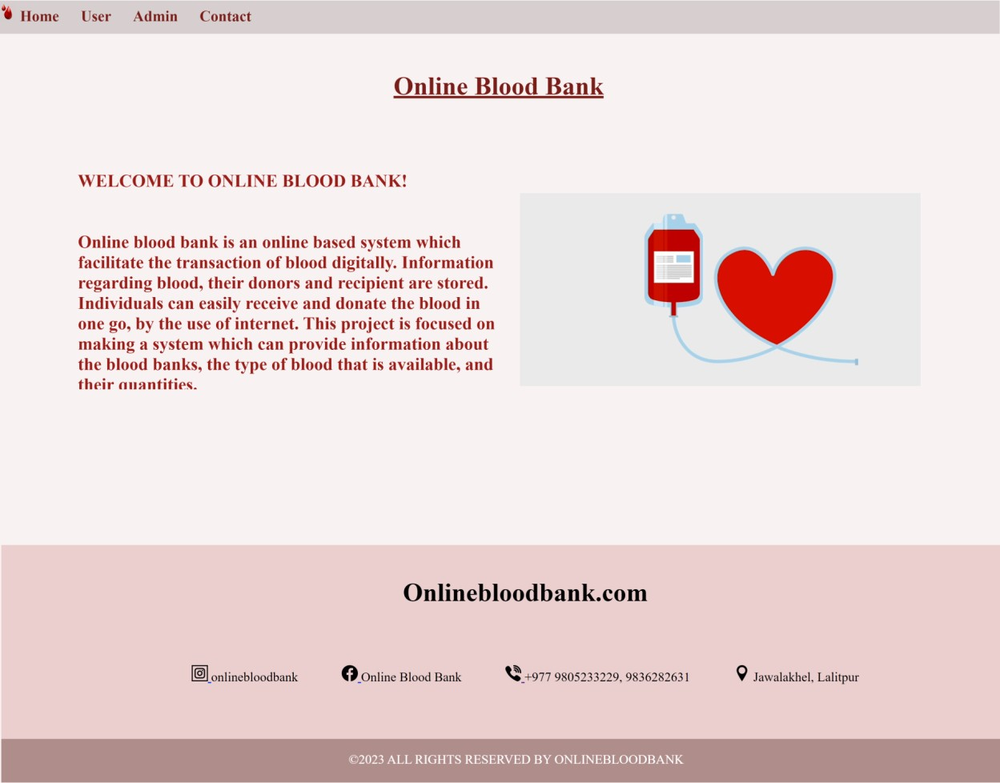 Home User Admin Contact
Online Blood Bank
WELCOME TO ONLINE BLOOD BANK!
Online blood bank is an online based system which
facilitate the transaction of blood digitally. Information
regarding blood, their donors and recipient are stored.
Individuals can easily receive and donate the blood in
one go, by the use of internet. This project is focused on
making a system which can provide information about
the blood banks, the type of blood that is available, and
their quantities.
Onlinebloodbank.com
onlinebloodbank Online Blood Bank +977 9805233229, 9836282631 Jawalakhel, Lalitpur
©2023 ALL RIGHTS RESERVED BY ONLINEBLOODBANK